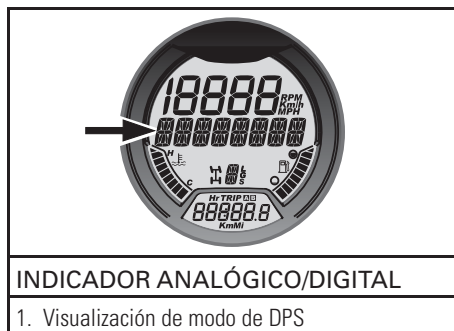 18888 RPM
Km/h
MPH
H
C
L
G
S
Hr TRIP A B
88888.8
KmMi
INDICADOR ANALÓGICO/DIGITAL
1. Visualización de modo de DPS